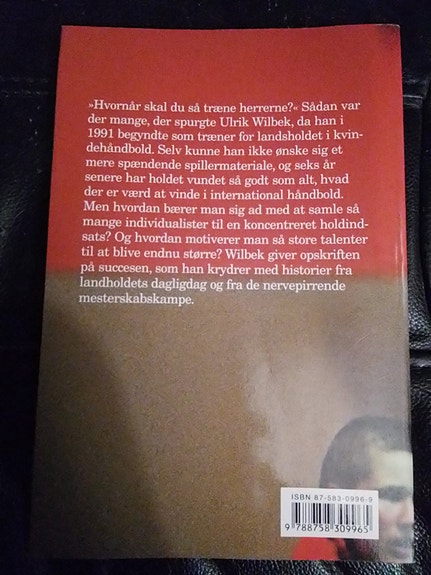 »Hvornår skal du så træne herrerne?« Sådan var
der mange, der spurgte Ulrik Wilbek, da han i
1991 begyndte som træner for landsholdet i kvin-
dehåndbold. Selv kunne han ikke ønske sig et
mere spændende spillermateriale, og seks år
senere har holdet vundet så godt som alt, hvad
der er værd at vinde i international håndbold.
Men hvordan bærer man sig ad med at samle så
mange individualister til en koncentreret holdind-
sats? Og hvordan motiverer man så store talenter
til at blive endnu større? Wilbek giver opskriften
på succesen, som han krydrer med historier fra
landholdets dagligdag og fra de nervepirrende
mesterskabskampe.
ISBN 87-583-0996-9
9 788758 309965